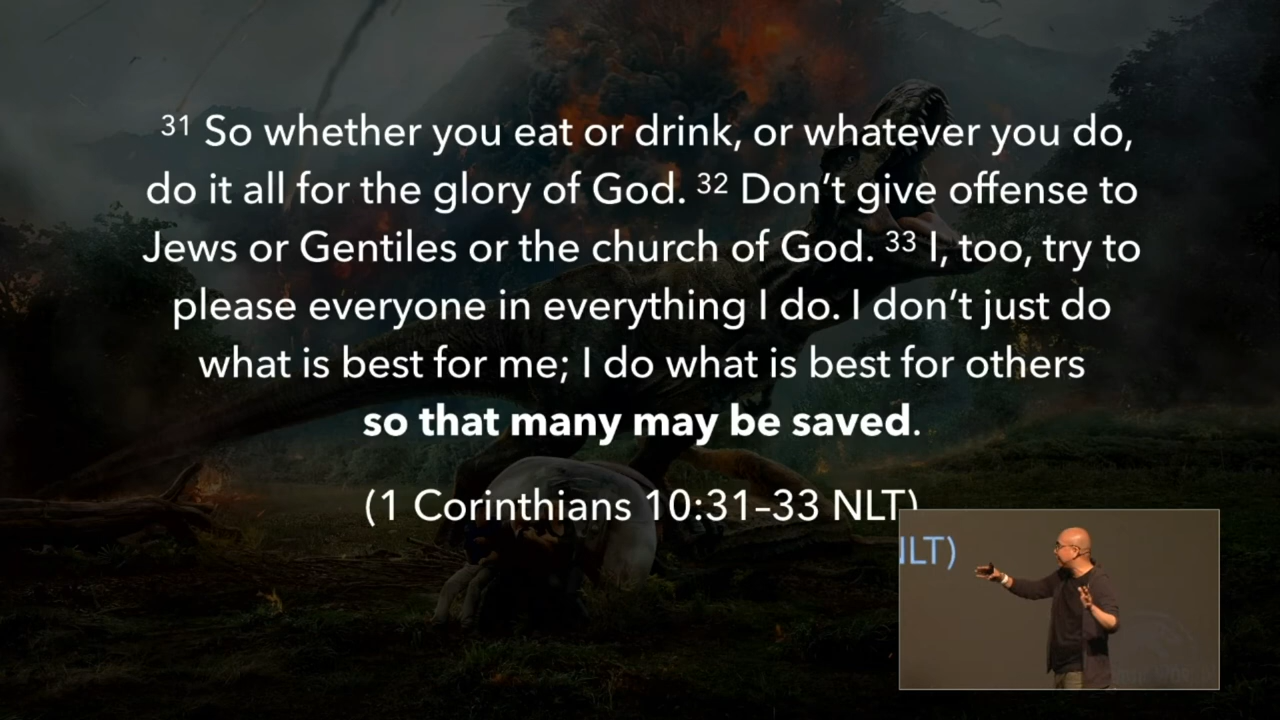 31 So whether you eat or drink, or whatever you do,
do it all for the glory of God. 32 Don’t give offense to
Jews or Gentiles or the church of God. 33 I, too, try to
please everyone in everything I do. I don’t just do
what is best for me; I do what is best for others
so that many may be saved.
(1 Corinthians 10:31–33 NLT)
NLT)